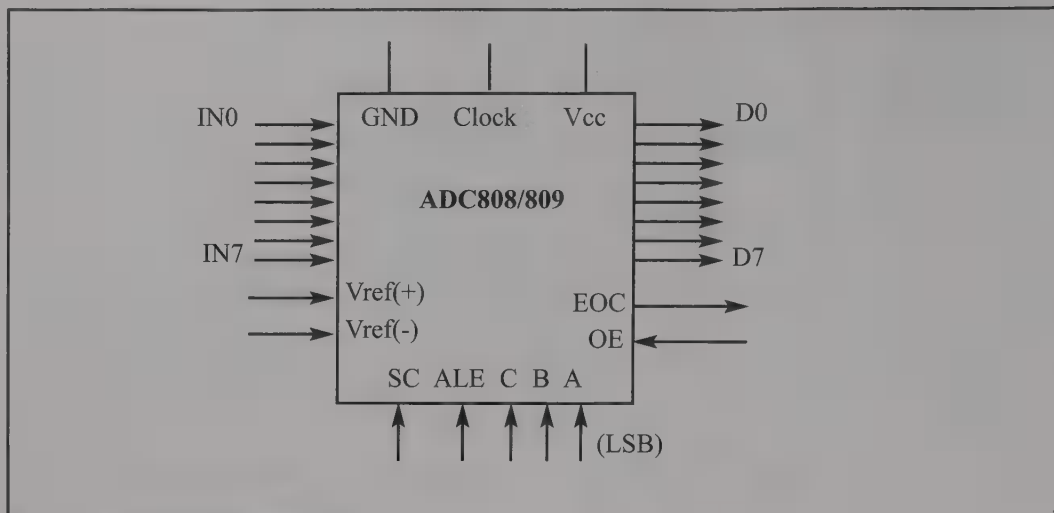 IN0
GND Clock Vcc
D0
ADC808/809
IN7
D7
Vref(+)
EOC
Vref(-)
OE
SC ALE C B A
(LSB)